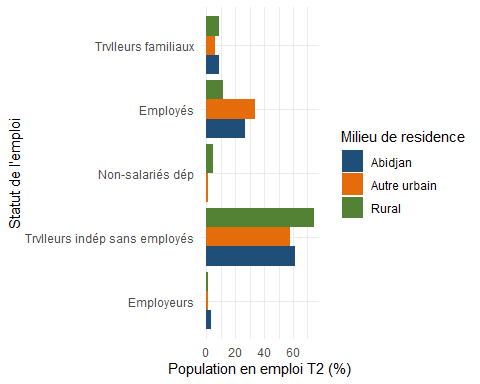 Statut de l'emploi
Trvlleurs familiaux
Employés
Non-salariés dép
Trvlleurs indép sans employés
Employeurs
0 20 40 60
Population en emploi T2 (%)
Milieu de residence
Abidjan
Autre urbain
Rural